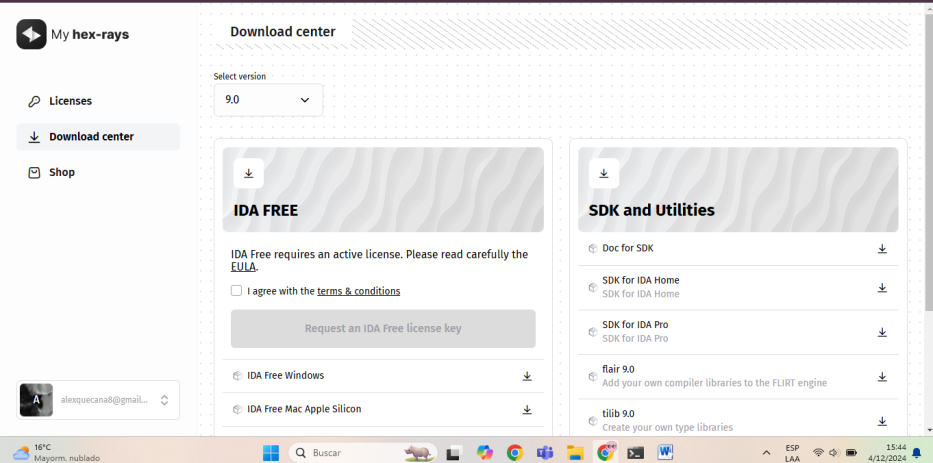 My hex-rays
Licenses
Download center
Shop
A
alexquecana8@gmail...
Download center
Select version
9.0
IDA FREE
IDA Free requires an active license. Please read carefully the
EULA.
I agree with the terms & conditions
Request an IDA Free license key
IDA Free Windows
IDA Free Mac Apple Silicon
SDK and Utilities
Doc for SDK
SDK for IDA Home
SDK for IDA Home
SDK for IDA Pro
SDK for IDA Pro
flair 9.0
Add your own compiler libraries to the FLIRT engine
tilib 9.0
Create your own type libraries
16°C
Mayorm. nublado
Buscar
ESP
LAA
15:44
4/12/2024